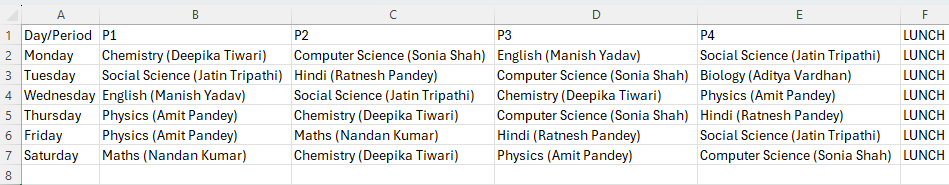 A B C D E F
1 Day/Period P1 P2 P3 P4 LUNCH
2 Monday Chemistry (Deepika Tiwari) Computer Science (Sonia Shah) English (Manish Yadav) Social Science (Jatin Tripathi) LUNCH
3 Tuesday Social Science (Jatin Tripathi) Hindi (Ratnesh Pandey) Computer Science (Sonia Shah) Biology (Aditya Vardhan) LUNCH
4 Wednesday English (Manish Yadav) Social Science (Jatin Tripathi) Chemistry (Deepika Tiwari) Physics (Amit Pandey) LUNCH
5 Thursday Physics (Amit Pandey) Chemistry (Deepika Tiwari) Computer Science (Sonia Shah) Hindi (Ratnesh Pandey) LUNCH
6 Friday Physics (Amit Pandey) Maths (Nandan Kumar) Hindi (Ratnesh Pandey) Social Science (Jatin Tripathi) LUNCH
7 Saturday Maths (Nandan Kumar) Chemistry (Deepika Tiwari) Physics (Amit Pandey) Computer Science (Sonia Shah) LUNCH
8